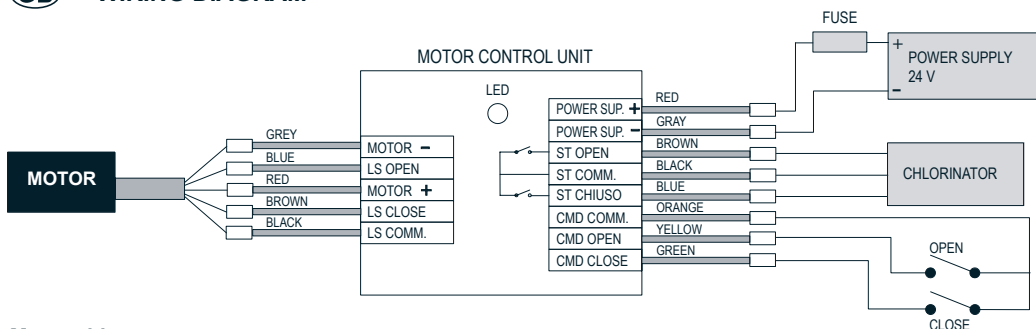 WIRING DIAGRAM
FUSE
MOTOR CONTROL UNIT
LED
POWER SUPPLY
24 V
+
−
MOTOR
GREY
BLUE
RED
BROWN
BLACK
MOTOR −
LS OPEN
MOTOR +
LS CLOSE
LS COMM.
POWER SUP. +
POWER SUP. −
ST OPEN
ST COMM.
ST CHIUSO
CMD COMM.
CMD OPEN
CMD CLOSE
RED
GRAY
BROWN
BLACK
BLUE
ORANGE
YELLOW
GREEN
CHLORINATOR
OPEN
CLOSE